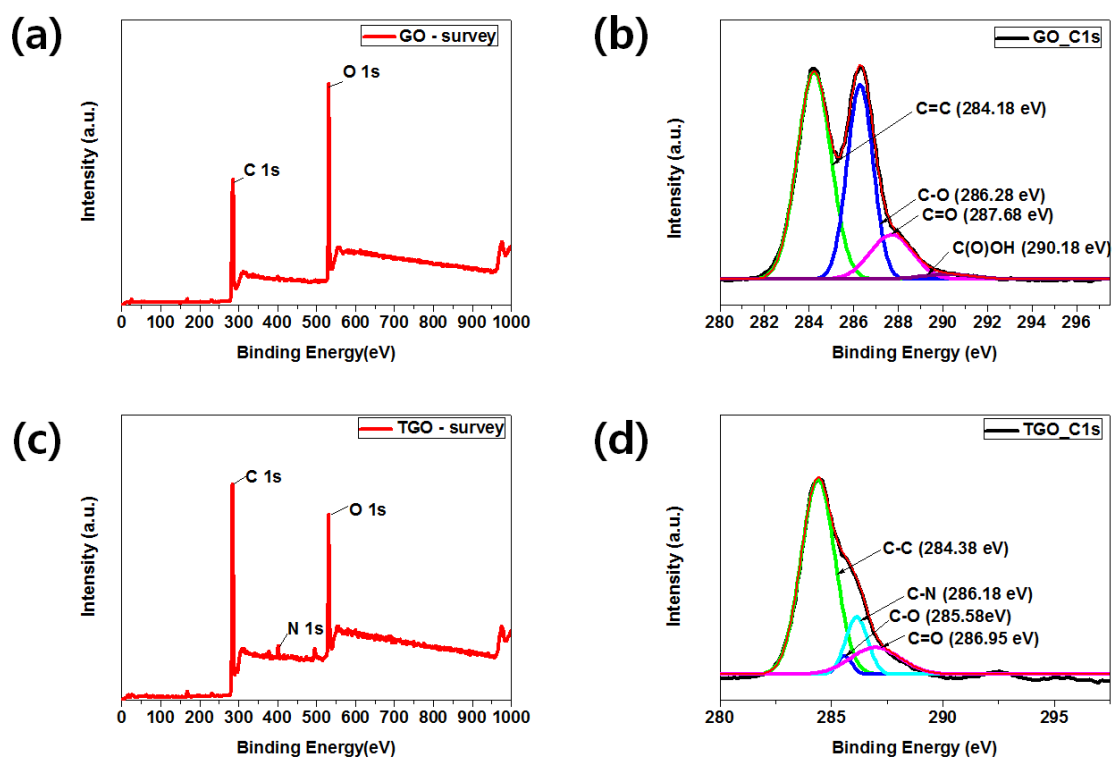 (a)
GO - survey
O 1s
C 1s
Intensity (a.u.)
0 100 200 300 400 500 600 700 800 900 1000
Binding Energy(eV)
(b)
GO_C1s
C=C (284.18 eV)
C-O (286.28 eV)
C=O (287.68 eV)
C(O)OH (290.18 eV)
Intensity (a.u.)
280 282 284 286 288 290 292 294 296
Binding Energy (eV)
(c)
TGO - survey
C 1s
O 1s
N 1s
Intensity (a.u.)
0 100 200 300 400 500 600 700 800 900 1000
Binding Energy(eV)
(d)
TGO_C1s
C-C (284.38 eV)
C-N (286.18 eV)
C-O (285.58eV)
C=O (286.95 eV)
Intensity (a.u.)
280 285 290 295
Binding Energy (eV)